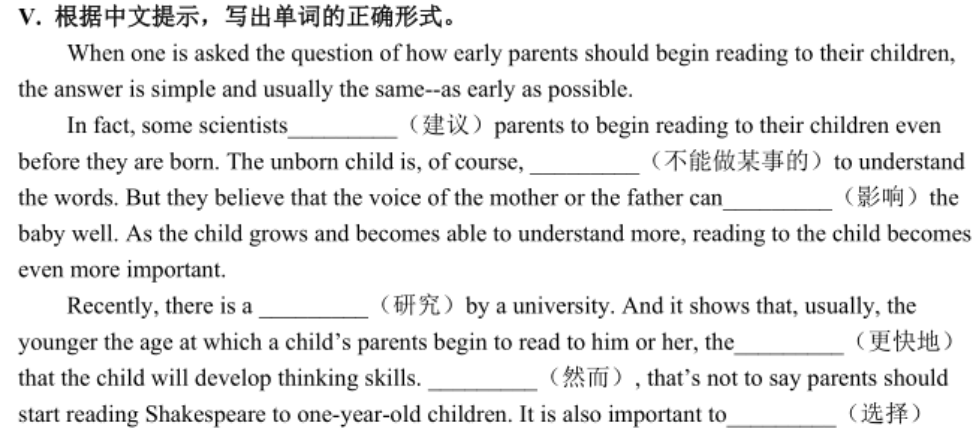 V. 根据中文提示，写出单词的正确形式。
When one is asked the question of how early parents should begin reading to their children,
the answer is simple and usually the same--as early as possible.
In fact, some scientists__________（建议）parents to begin reading to their children even
before they are born. The unborn child is, of course, __________（不能做某事的）to understand
the words. But they believe that the voice of the mother or the father can__________（影响）the
baby well. As the child grows and becomes able to understand more, reading to the child becomes
even more important.
Recently, there is a __________（研究）by a university. And it shows that, usually, the
younger the age at which a child’s parents begin to read to him or her, the__________（更快地）
that the child will develop thinking skills. __________（然而）, that’s not to say parents should
start reading Shakespeare to one-year-old children. It is also important to__________（选择）